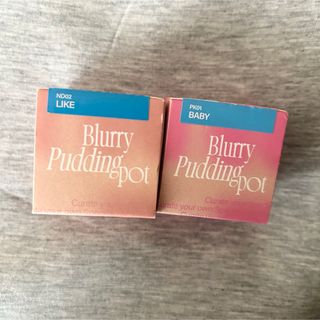 ND02
LIKE
Blurry
Pudding
pot
PK01
BABY
Blurry
Pudding
pot